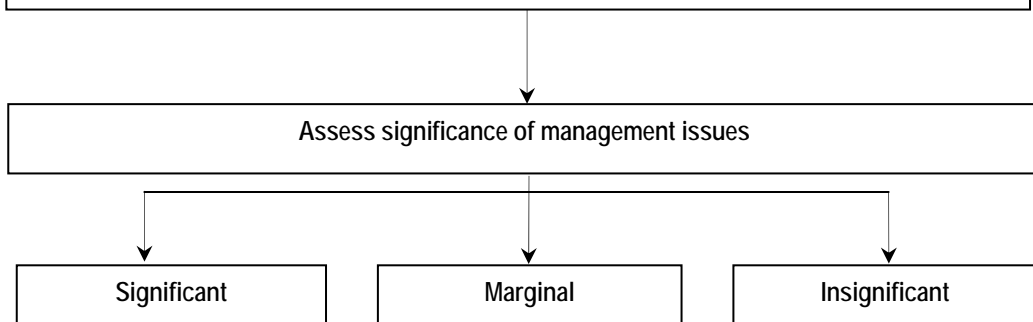 Assess significance of management issues
Significant
Marginal
Insignificant